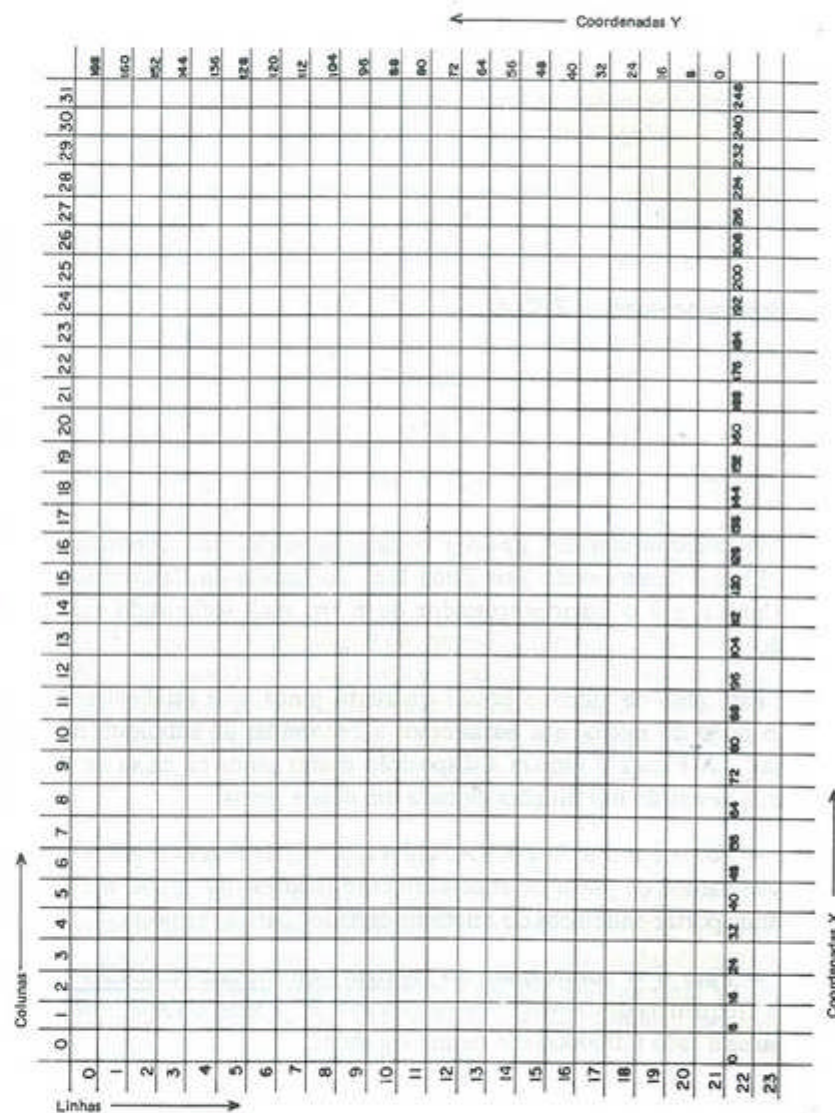 Coordenadas Y
168 160 152 144 136 128 120 112 104 96 88 80 72 64 56 48 40 32 24 16 8 0
Colunas
0 1 2 3 4 5 6 7 8 9 10 11 12 13 14 15 16 17 18 19 20 21 22 23 24 25 26 27 28 29 30 31
0 8 16 24 32 40 48 56 64 72 80 88 96 104 112 120 128 136 144 152 160 168 176 184 192 200 208 216 224 232 240 248
Coordenadas X
0 1 2 3 4 5 6 7 8 9 10 11 12 13 14 15 16 17 18 19 20 21 22 23
Linhas